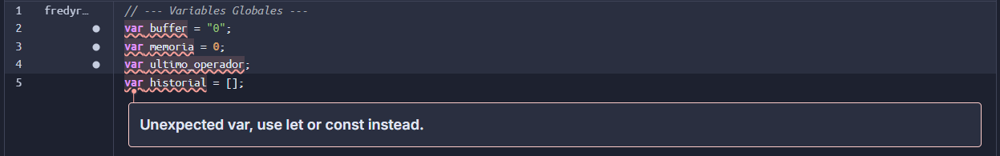 1 fredyr… // --- Variables Globales ---
2 var buffer = "0";
3 var memoria = 0;
4 var ultimo_operador;
5 var historial = [];
Unexpected var, use let or const instead.